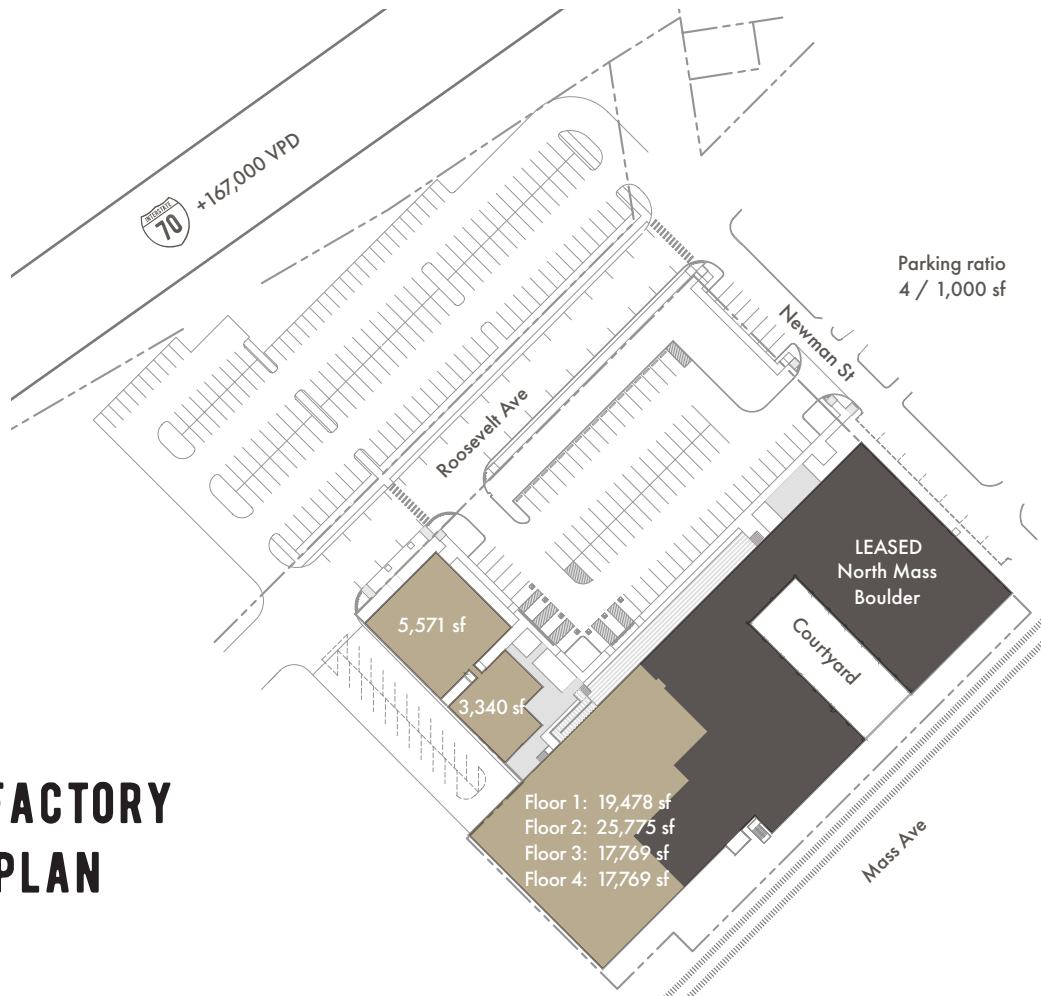 INTERSTATE
70
+167,000 VPD
Parking ratio
4 / 1,000 sf
Newman St
Roosevelt Ave
LEASED
North Mass
Boulder
Courtyard
5,571 sf
3,340 sf
Floor 1: 19,478 sf
Floor 2: 25,775 sf
Floor 3: 17,769 sf
Floor 4: 17,769 sf
Mass Ave
FACTORY
PLAN